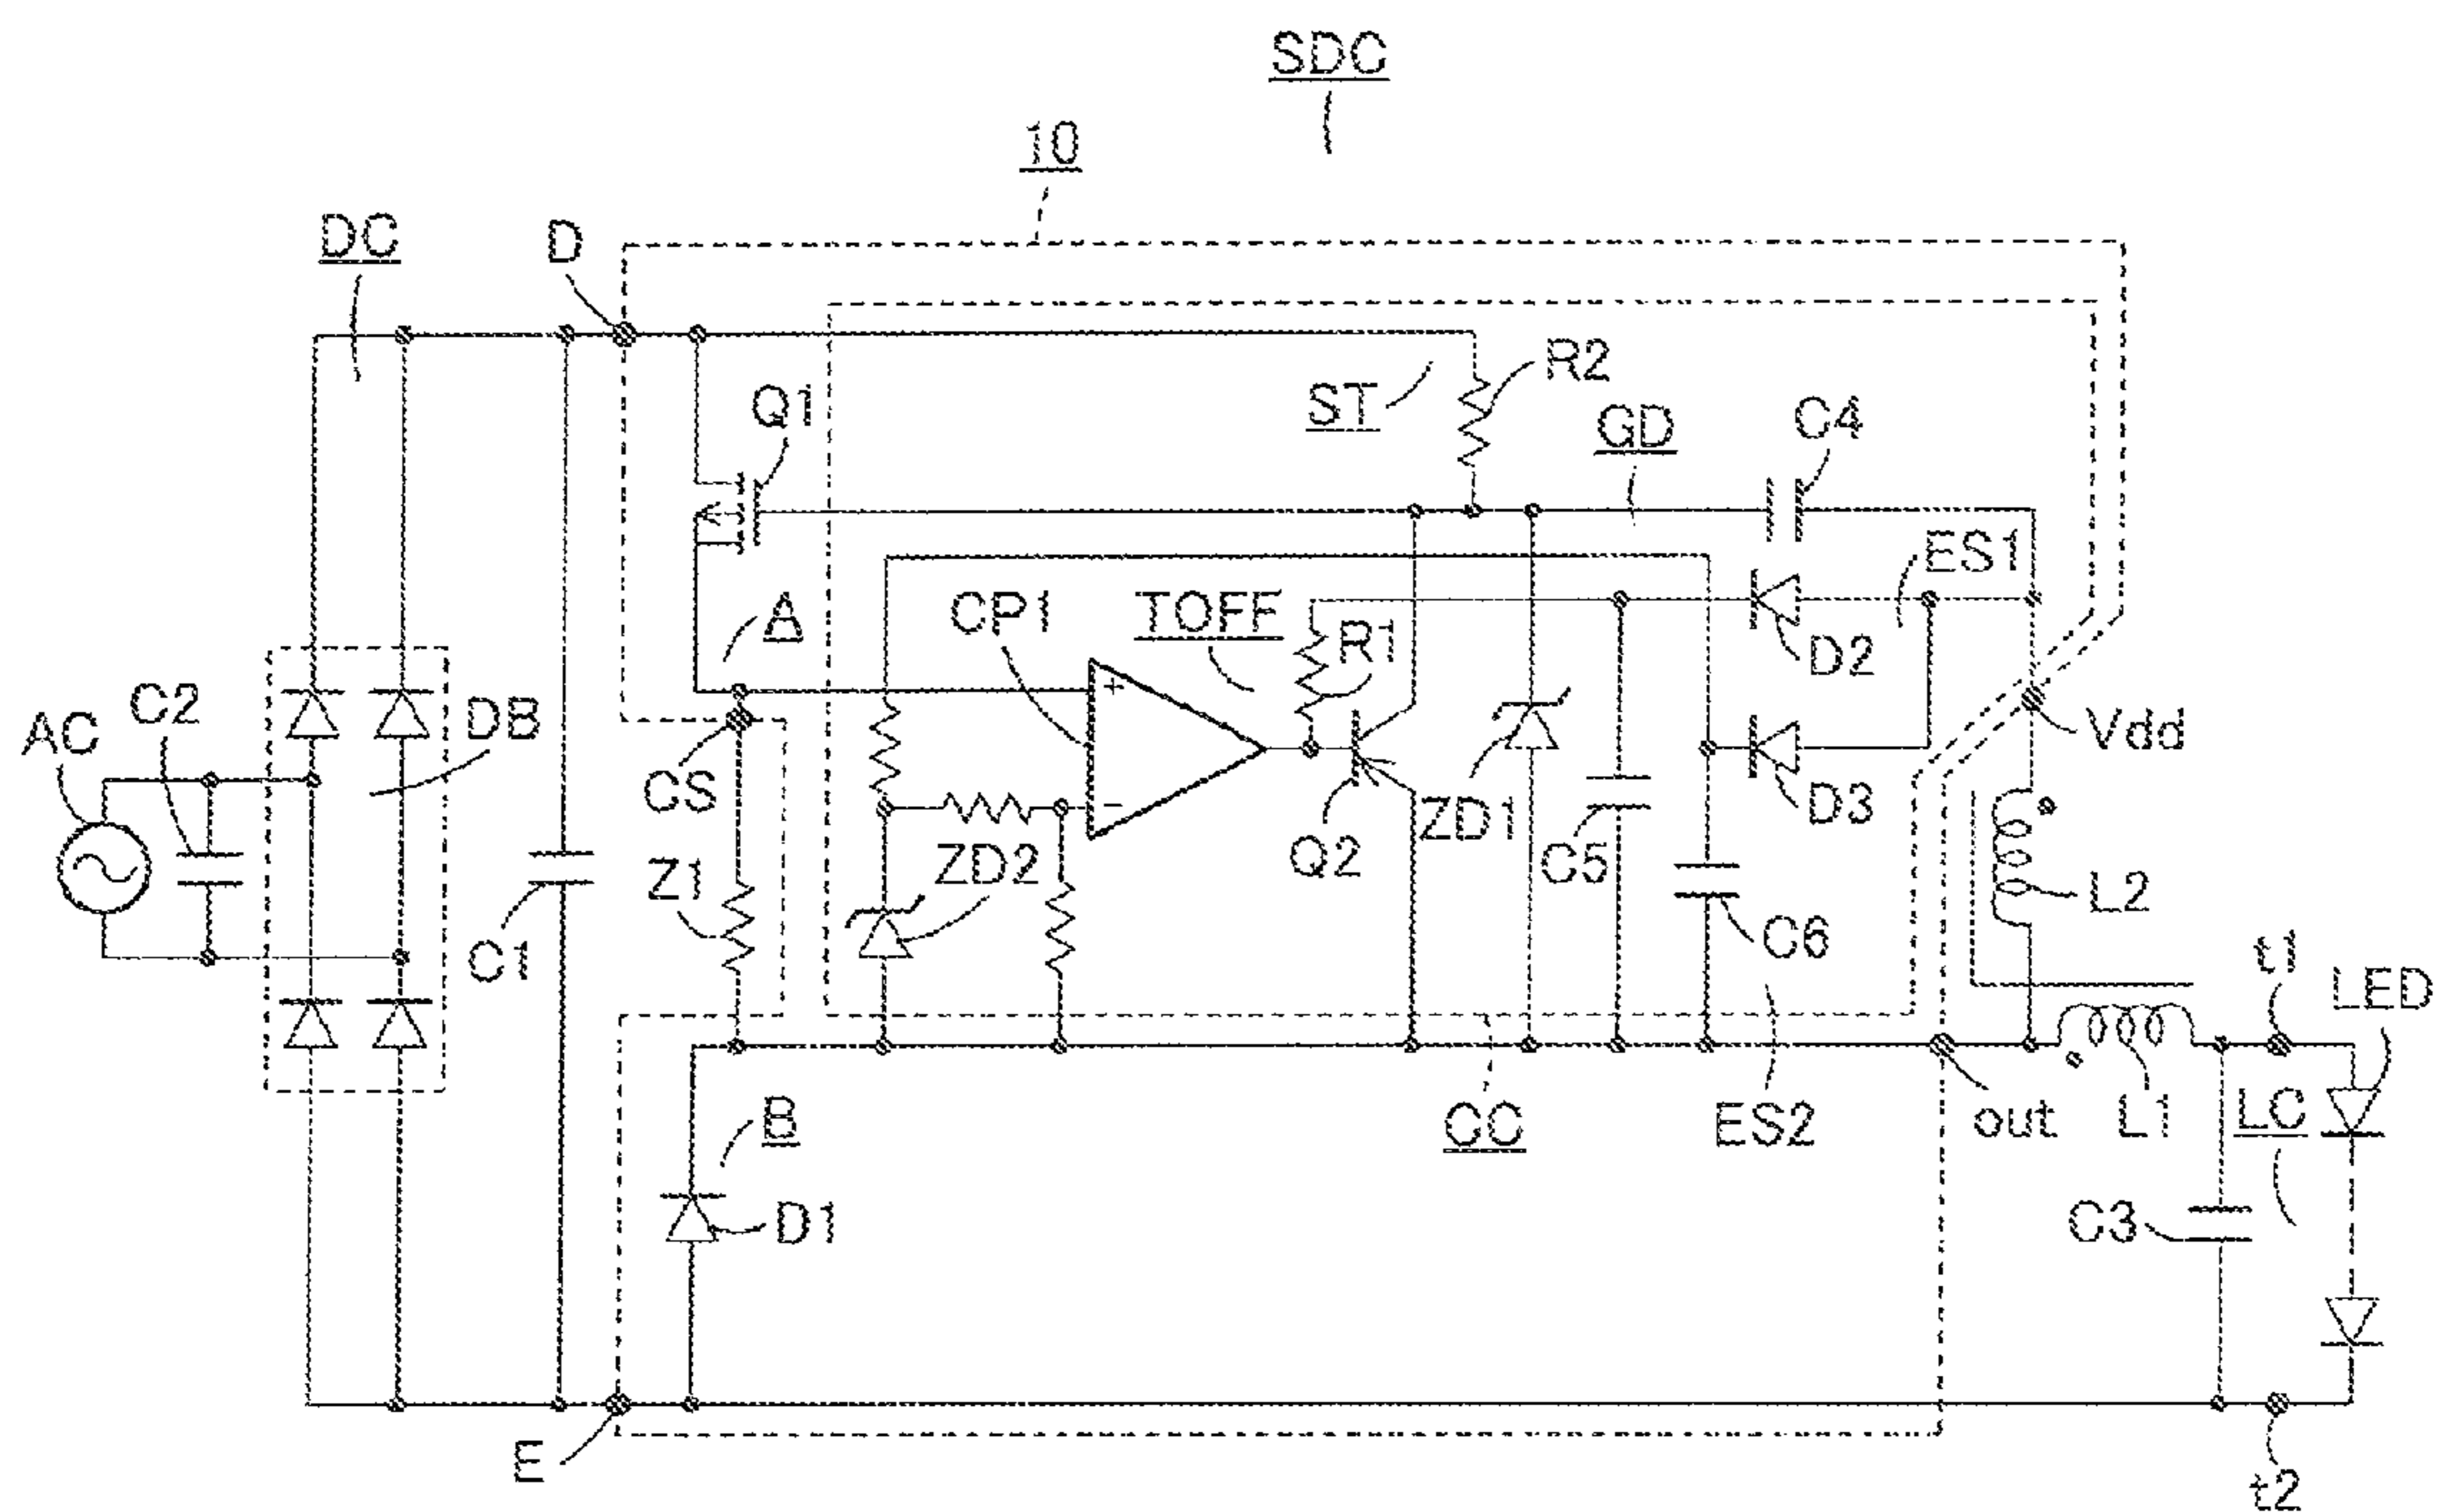 SDC
10
DC
D
Q1
ST
R2
GD
C4
A
CP1
TOFF
R1
ES1
D2
AC
C2
DB
CS
+
−
Vdd
D3
Z1
ZD2
Q2
ZD1
C5
C1
C6
L2
t1
LED
B
D1
CC
ES2
out
L1
LC
C3
E
t2